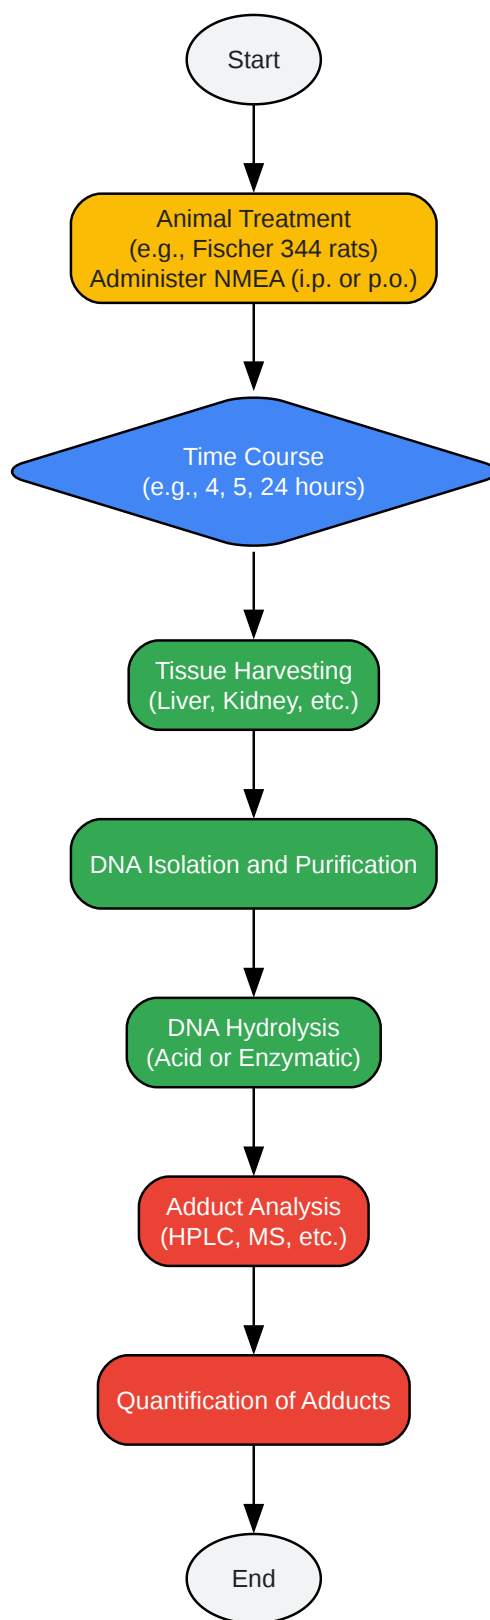 Start
Animal Treatment
(e.g., Fischer 344 rats)
Administer NMEA (i.p. or p.o.)
Time Course
(e.g., 4, 5, 24 hours)
Tissue Harvesting
(Liver, Kidney, etc.)
DNA Isolation and Purification
DNA Hydrolysis
(Acid or Enzymatic)
Adduct Analysis
(HPLC, MS, etc.)
Quantification of Adducts
End